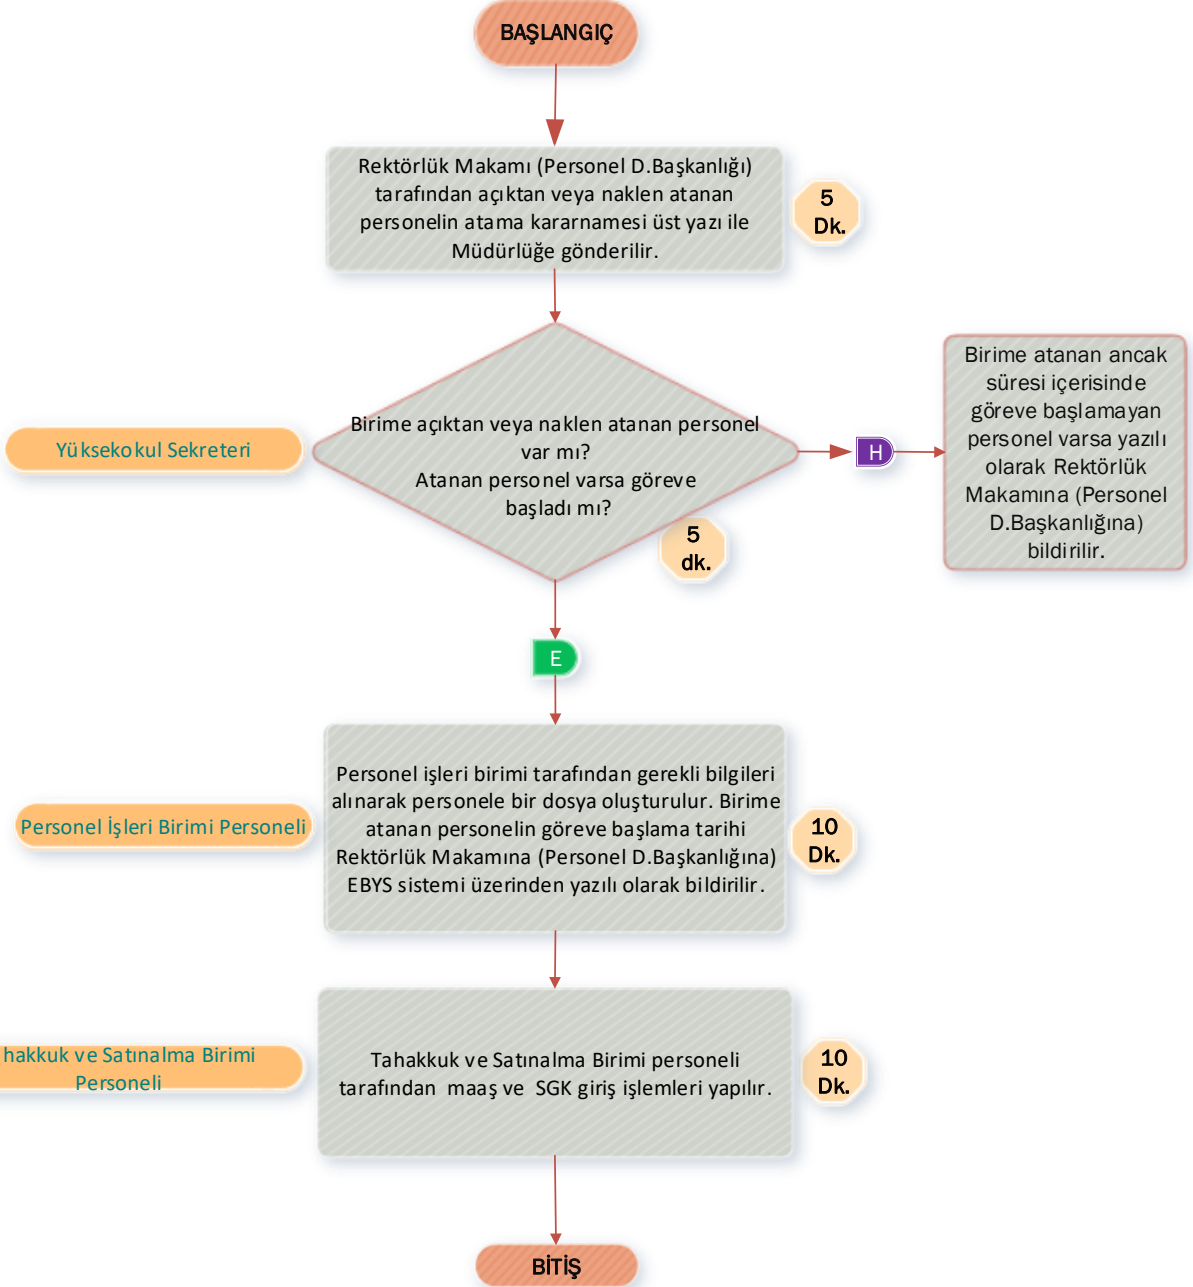 BAŞLANGIÇ
Rektörlük Makamı (Personel D.Başkanlığı)
tarafından açıktan veya naklen atanan
personelin atama kararnamesi üst yazı ile
Müdürlüğe gönderilir.
5
Dk.
Yüksekokul Sekreteri
Birime açıktan veya naklen atanan personel
var mı?
Atanan personel varsa göreve
başladı mı?
5
dk.
H
Birime atanan ancak
süresi içerisinde
göreve başlamayan
personel varsa yazılı
olarak Rektörlük
Makamına (Personel
D.Başkanlığına)
bildirilir.
E
Personel İşleri Birimi Personeli
Personel işleri birimi tarafından gerekli bilgileri
alınarak personele bir dosya oluşturulur. Birime
atanan personelin göreve başlama tarihi
Rektörlük Makamına (Personel D.Başkanlığına)
EBYS sistemi üzerinden yazılı olarak bildirilir.
10
Dk.
hakkuk ve Satınalma Birimi
Personeli
Tahakkuk ve Satınalma Birimi personeli
tarafından maaş ve SGK giriş işlemleri yapılır.
10
Dk.
BİTİŞ